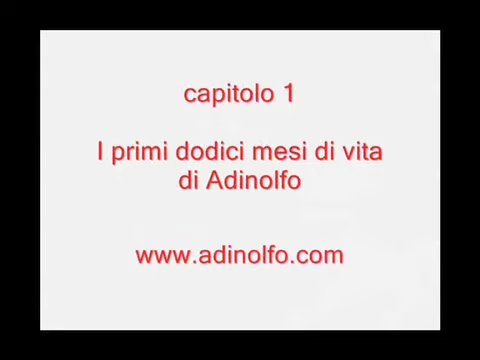 capitolo 1
I primi dodici mesi di vita
di Adinolfo
www.adinolfo.com